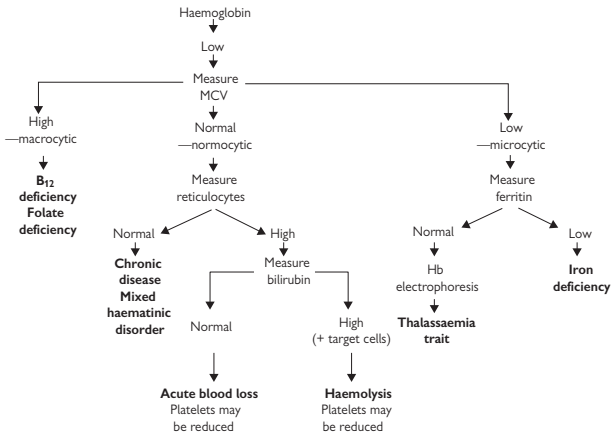 Haemoglobin
Low
Measure
MCV
High
—macrocytic
B₁₂
deficiency
Folate
deficiency
Normal
—normocytic
Measure
reticulocytes
Normal
Chronic
disease
Mixed
haematinic
disorder
High
Measure
bilirubin
Normal
Acute blood loss
Platelets may
be reduced
High
(+ target cells)
Haemolysis
Platelets may
be reduced
Low
—microcytic
Measure
ferritin
Normal
Hb
electrophoresis
Thalassaemia
trait
Low
Iron
deficiency